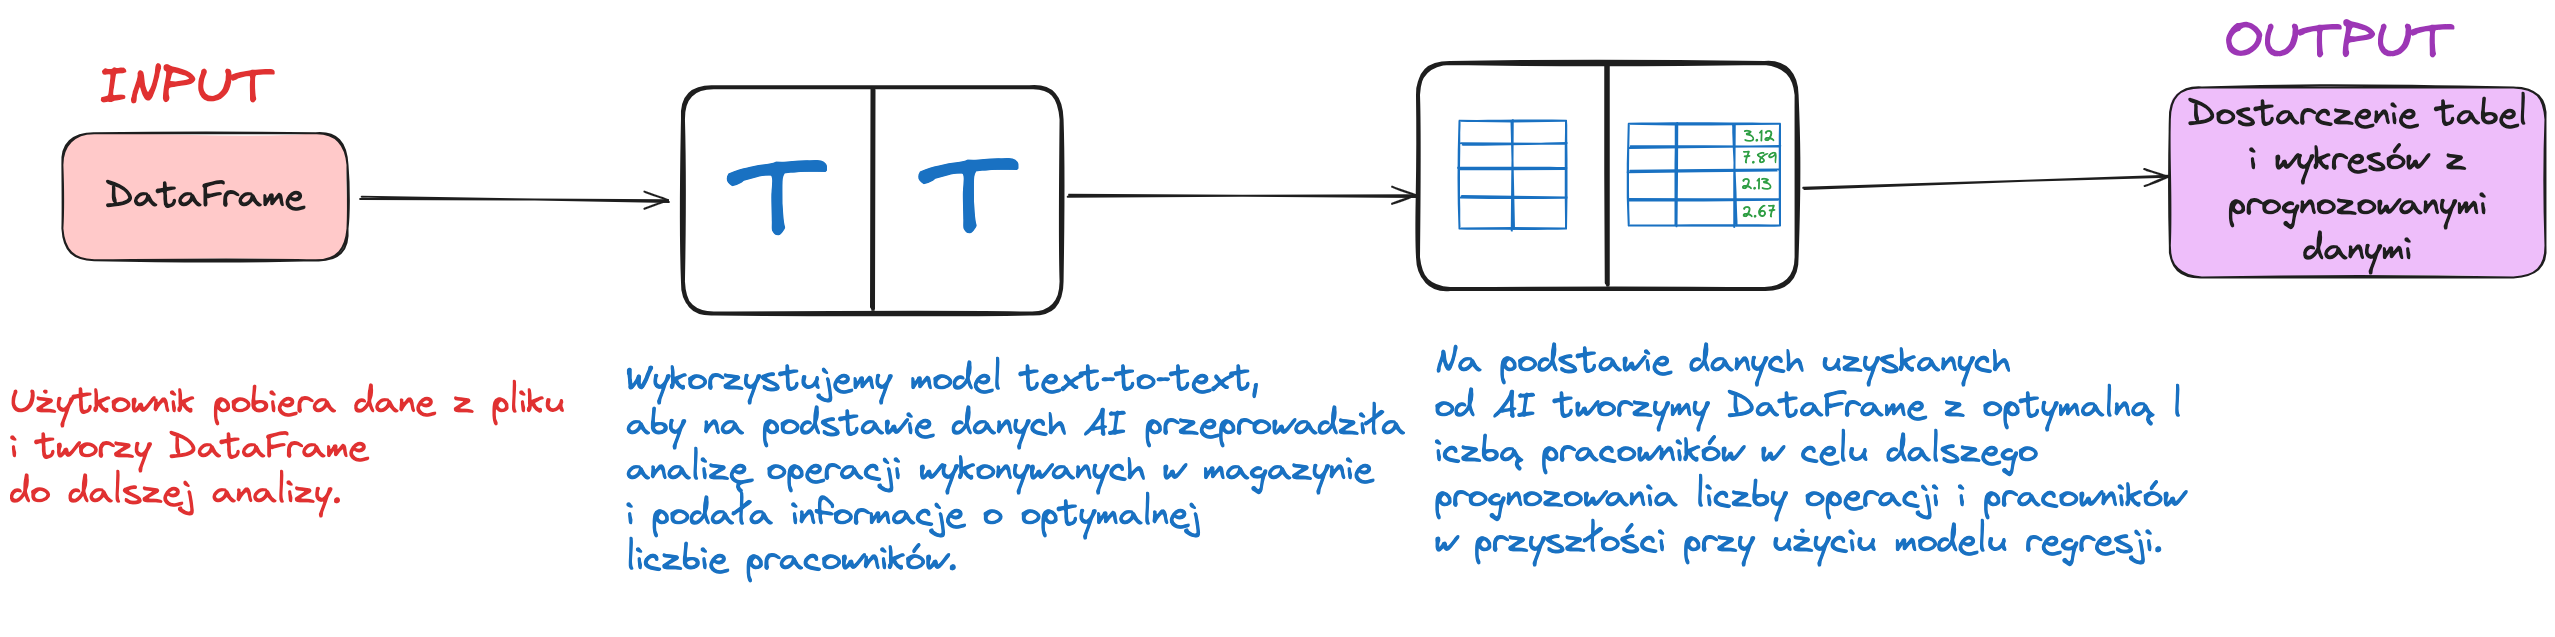 INPUT
DataFrame
Użytkownik pobiera dane z pliku
i tworzy DataFrame
do dalszej analizy.
T T
Wykorzystujemy model text-to-text,
aby na podstawie danych AI przeprowadziła
analizę operacji wykonywanych w magazynie
i podała informacje o optymalnej
liczbie pracowników.
3.12
7.89
2.13
2.67
Na podstawie danych uzyskanych
od AI tworzymy DataFrame z optymalną l
iczbą pracowników w celu dalszego
prognozowania liczby operacji i pracowników
w przyszłości przy użyciu modelu regresji.
OUTPUT
Dostarczenie tabel
i wykresów z
prognozowanymi
danymi